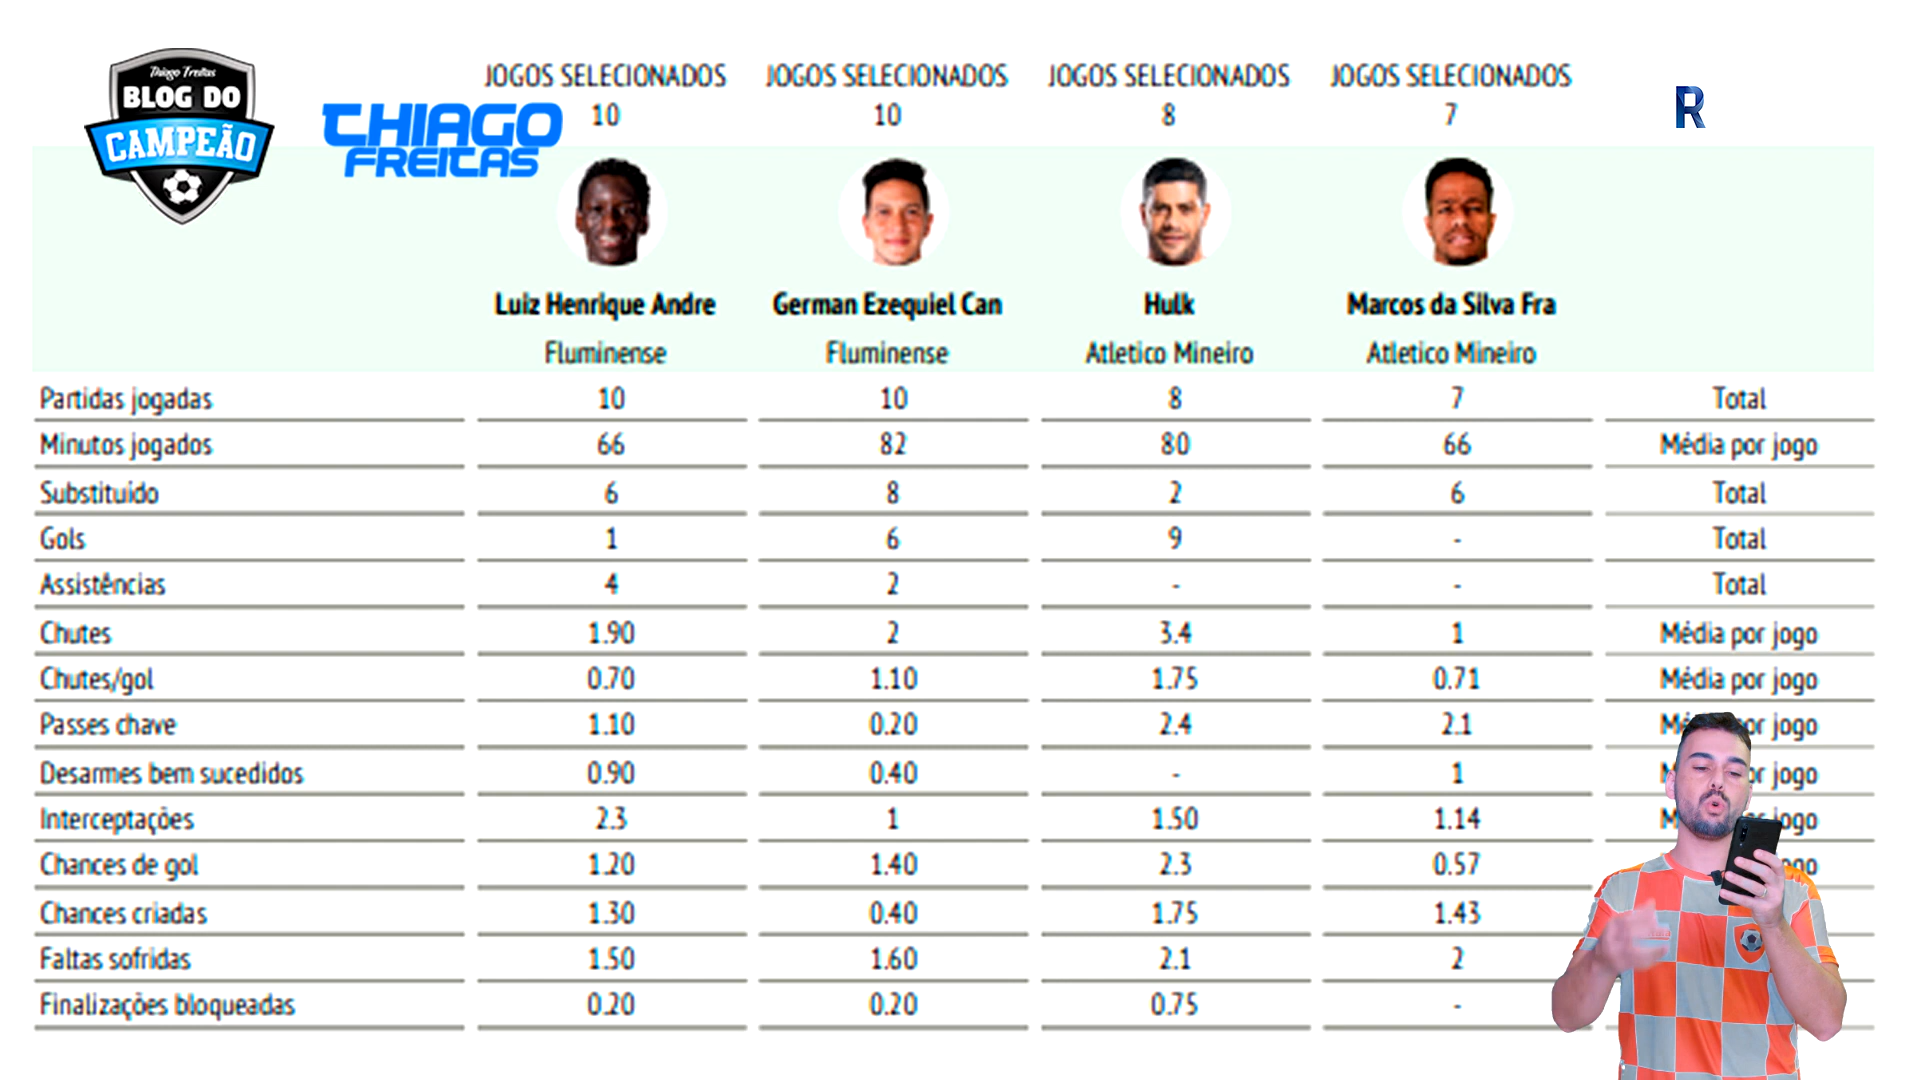 Thiago Freitas
BLOG DO
CAMPEÃO
THIAGO
FREITAS
JOGOS SELECIONADOS JOGOS SELECIONADOS JOGOS SELECIONADOS JOGOS SELECIONADOS
10 10 8 7
R
Luiz Henrique Andre German Ezequiel Can Hulk Marcos da Silva Fra
Fluminense Fluminense Atletico Mineiro Atletico Mineiro
Partidas jogadas 10 10 8 7 Total
Minutos jogados 66 82 80 66 Média por jogo
Substituído 6 8 2 6 Total
Gols 1 6 9 - Total
Assistências 4 2 - - Total
Chutes 1.90 2 3.4 1 Média por jogo
Chutes/gol 0.70 1.10 1.75 0.71 Média por jogo
Passes chave 1.10 0.20 2.4 2.1 por jogo
Desarmes bem sucedidos 0.90 0.40 - 1 jogo
Interceptações 2.3 1 1.50 1.14 jogo
Chances de gol 1.20 1.40 2.3 0.57
Chances criadas 1.30 0.40 1.75 1.43
Faltas sofridas 1.50 1.60 2.1 2
Finalizações bloqueadas 0.20 0.20 0.75 -